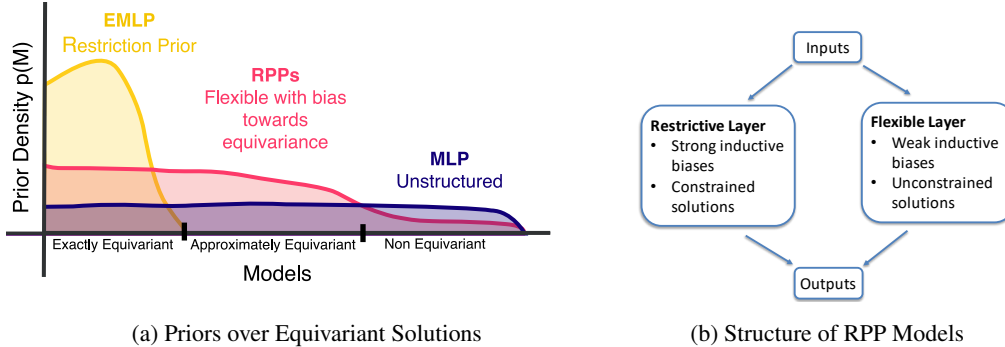 EMLP
Restriction Prior
RPPs
Flexible with bias
towards
equivariance
MLP
Unstructured
Prior Density p(M)
Exactly Equivariant
Approximately Equivariant
Non Equivariant
Models
(a) Priors over Equivariant Solutions
Inputs
Restrictive Layer
• Strong inductive
biases
• Constrained
solutions
Flexible Layer
• Weak inductive
biases
• Unconstrained
solutions
Outputs
(b) Structure of RPP Models